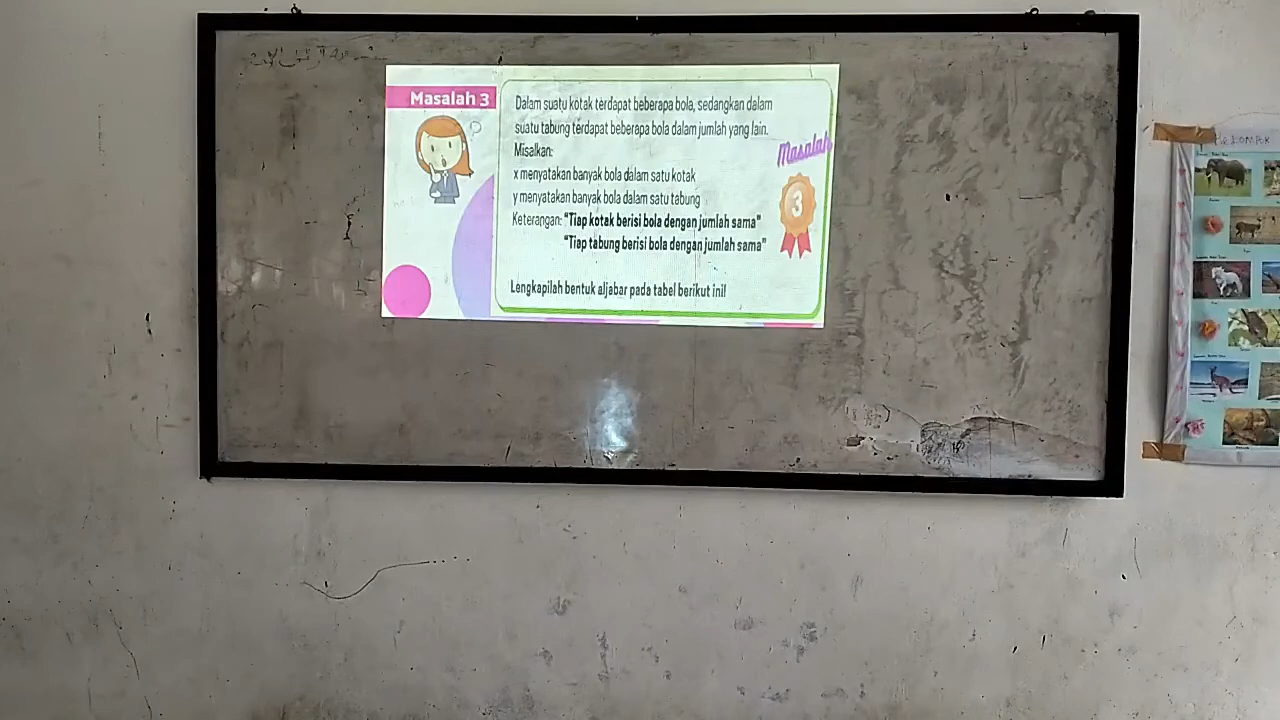 Masalah 3
Dalam suatu kotak terdapat beberapa bola, sedangkan dalam
suatu tabung terdapat beberapa bola dalam jumlah yang lain.
Misalkan:
x menyatakan banyak bola dalam satu kotak
y menyatakan banyak bola dalam satu tabung
Keterangan: "Tiap kotak berisi bola dengan jumlah sama"
"Tiap tabung berisi bola dengan jumlah sama"
Lengkapilah bentuk aljabar pada tabel berikut ini!
Masalah
3